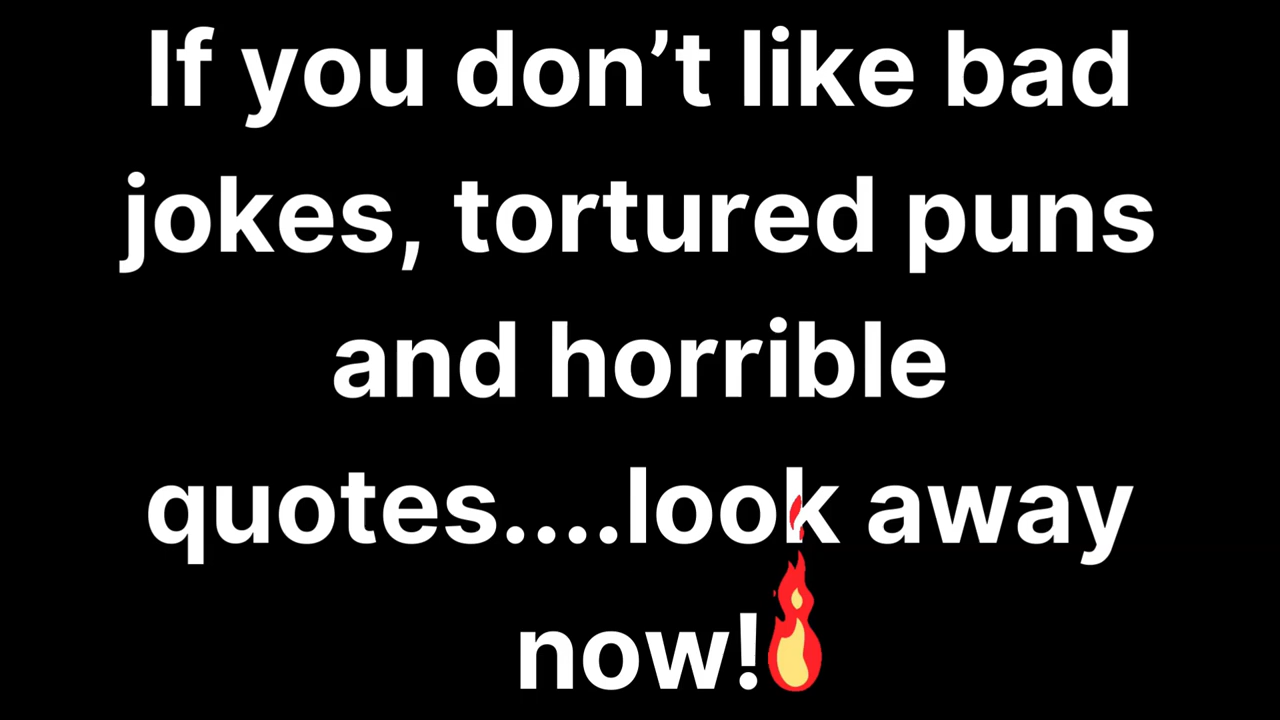 If you don’t like bad
jokes, tortured puns
and horrible
quotes....look away
now!